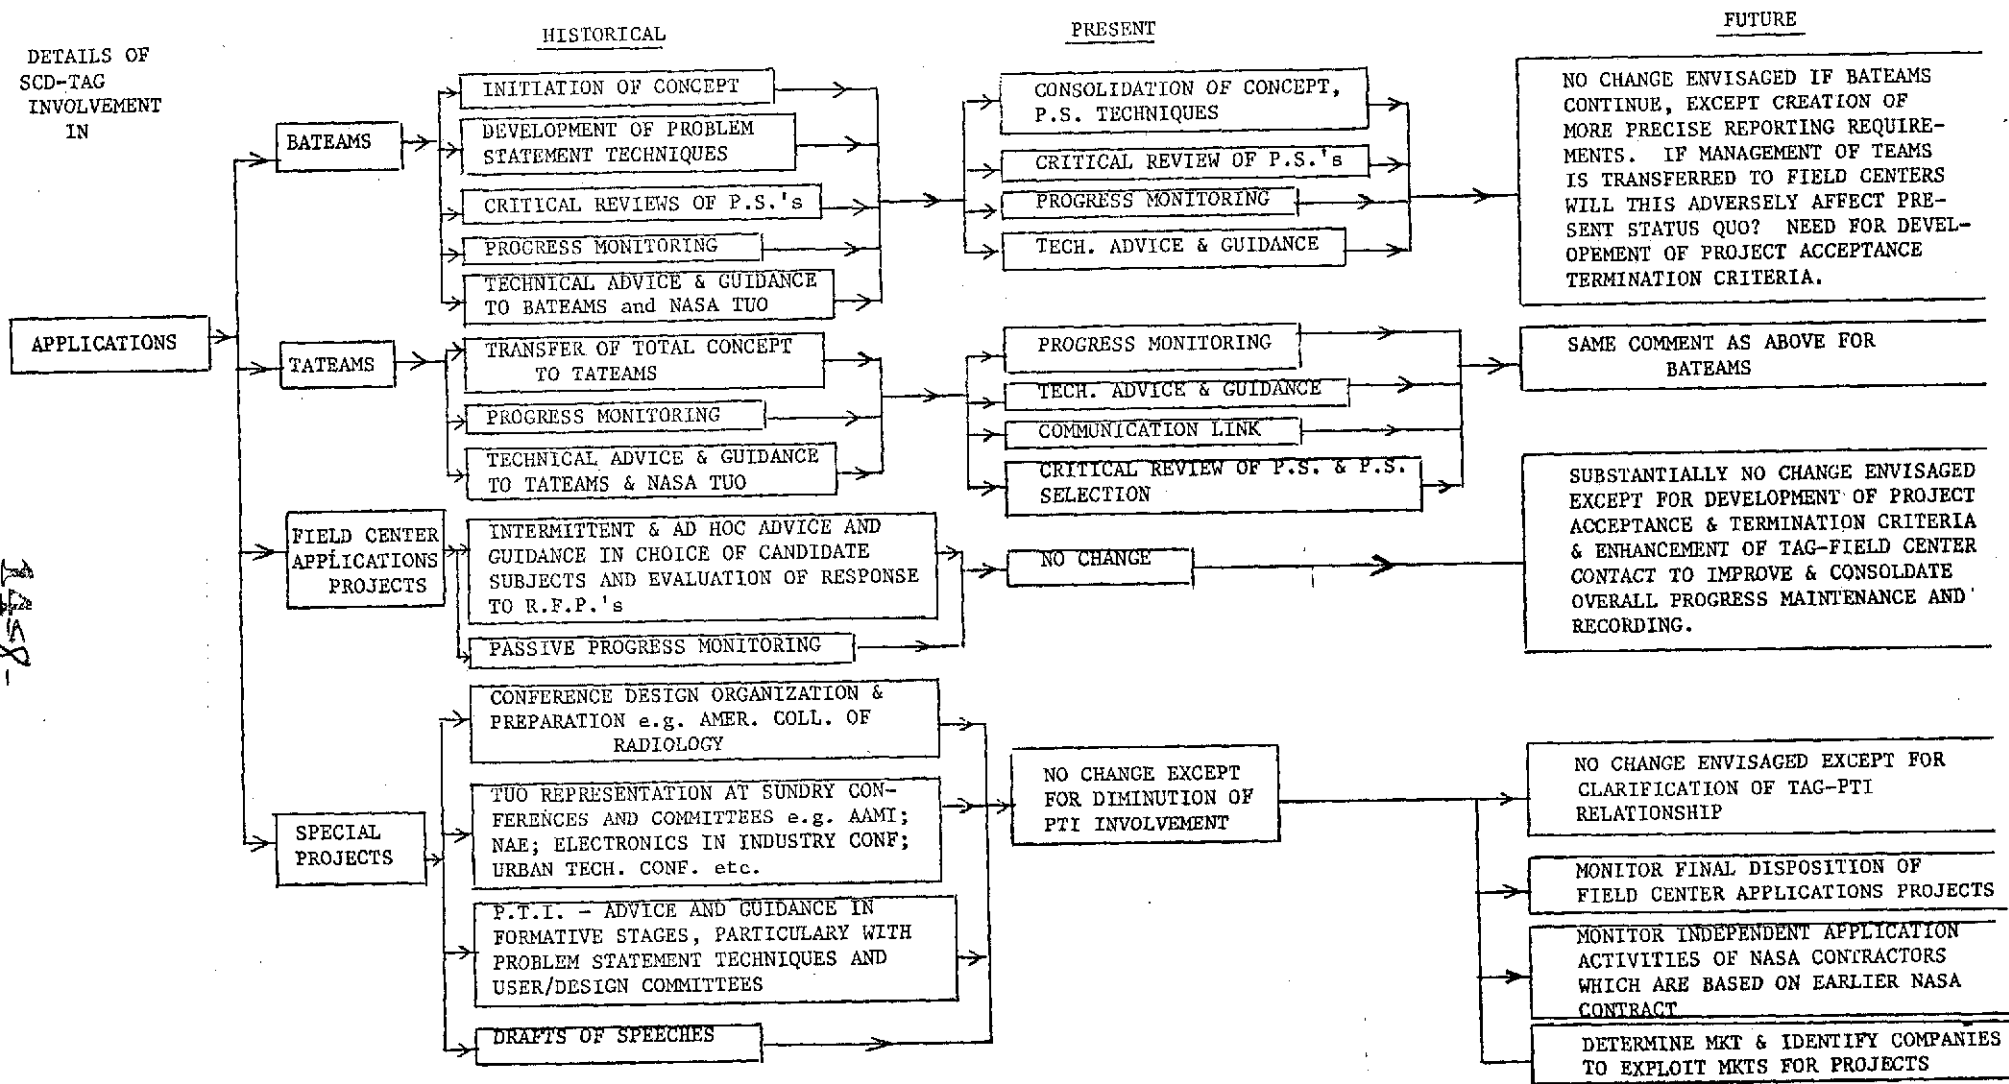 DETAILS OF
SCD-TAG
INVOLVEMENT
IN
HISTORICAL
PRESENT
FUTURE
APPLICATIONS
BATEAMS
INITIATION OF CONCEPT
DEVELOPMENT OF PROBLEM
STATEMENT TECHNIQUES
CRITICAL REVIEWS OF P.S.'s
PROGRESS MONITORING
TECHNICAL ADVICE & GUIDANCE
TO BATEAMS and NASA TUO
CONSOLIDATION OF CONCEPT,
P.S. TECHNIQUES
CRITICAL REVIEW OF P.S.'s
PROGRESS MONITORING
TECH. ADVICE & GUIDANCE
NO CHANGE ENVISAGED IF BATEAMS
CONTINUE, EXCEPT CREATION OF
MORE PRECISE REPORTING REQUIRE-
MENTS. IF MANAGEMENT OF TEAMS
IS TRANSFERRED TO FIELD CENTERS
WILL THIS ADVERSELY AFFECT PRE-
SENT STATUS QUO? NEED FOR DEVEL-
OPEMENT OF PROJECT ACCEPTANCE
TERMINATION CRITERIA.
TATEAMS
TRANSFER OF TOTAL CONCEPT
TO TATEAMS
PROGRESS MONITORING
TECHNICAL ADVICE & GUIDANCE
TO TATEAMS & NASA TUO
PROGRESS MONITORING
TECH. ADVICE & GUIDANCE
COMMUNICATION LINK
CRITICAL REVIEW OF P.S. & P.S.
SELECTION
SAME COMMENT AS ABOVE FOR
BATEAMS
FIELD CENTER
APPLICATIONS
PROJECTS
INTERMITTENT & AD HOC ADVICE AND
GUIDANCE IN CHOICE OF CANDIDATE
SUBJECTS AND EVALUATION OF RESPONSE
TO R.F.P.'s
PASSIVE PROGRESS MONITORING
NO CHANGE
SUBSTANTIALLY NO CHANGE ENVISAGED
EXCEPT FOR DEVELOPMENT OF PROJECT
ACCEPTANCE & TERMINATION CRITERIA
& ENHANCEMENT OF TAG-FIELD CENTER
CONTACT TO IMPROVE & CONSOLDATE
OVERALL PROGRESS MAINTENANCE AND
RECORDING.
SPECIAL
PROJECTS
CONFERENCE DESIGN ORGANIZATION &
PREPARATION e.g. AMER. COLL. OF
RADIOLOGY
TUO REPRESENTATION AT SUNDRY CON-
FERENCES AND COMMITTEES e.g. AAMI;
NAE; ELECTRONICS IN INDUSTRY CONF;
URBAN TECH. CONF. etc.
P.T.I. - ADVICE AND GUIDANCE IN
FORMATIVE STAGES, PARTICULARY WITH
PROBLEM STATEMENT TECHNIQUES AND
USER/DESIGN COMMITTEES
DRAFTS OF SPEECHES
NO CHANGE EXCEPT
FOR DIMINUTION OF
PTI INVOLVEMENT
NO CHANGE ENVISAGED EXCEPT FOR
CLARIFICATION OF TAG-PTI
RELATIONSHIP
MONITOR FINAL DISPOSITION OF
FIELD CENTER APPLICATIONS PROJECTS
MONITOR INDEPENDENT APPLICATION
ACTIVITIES OF NASA CONTRACTORS
WHICH ARE BASED ON EARLIER NASA
CONTRACT
DETERMINE MKT & IDENTIFY COMPANIES
TO EXPLOIT MKTS FOR PROJECTS